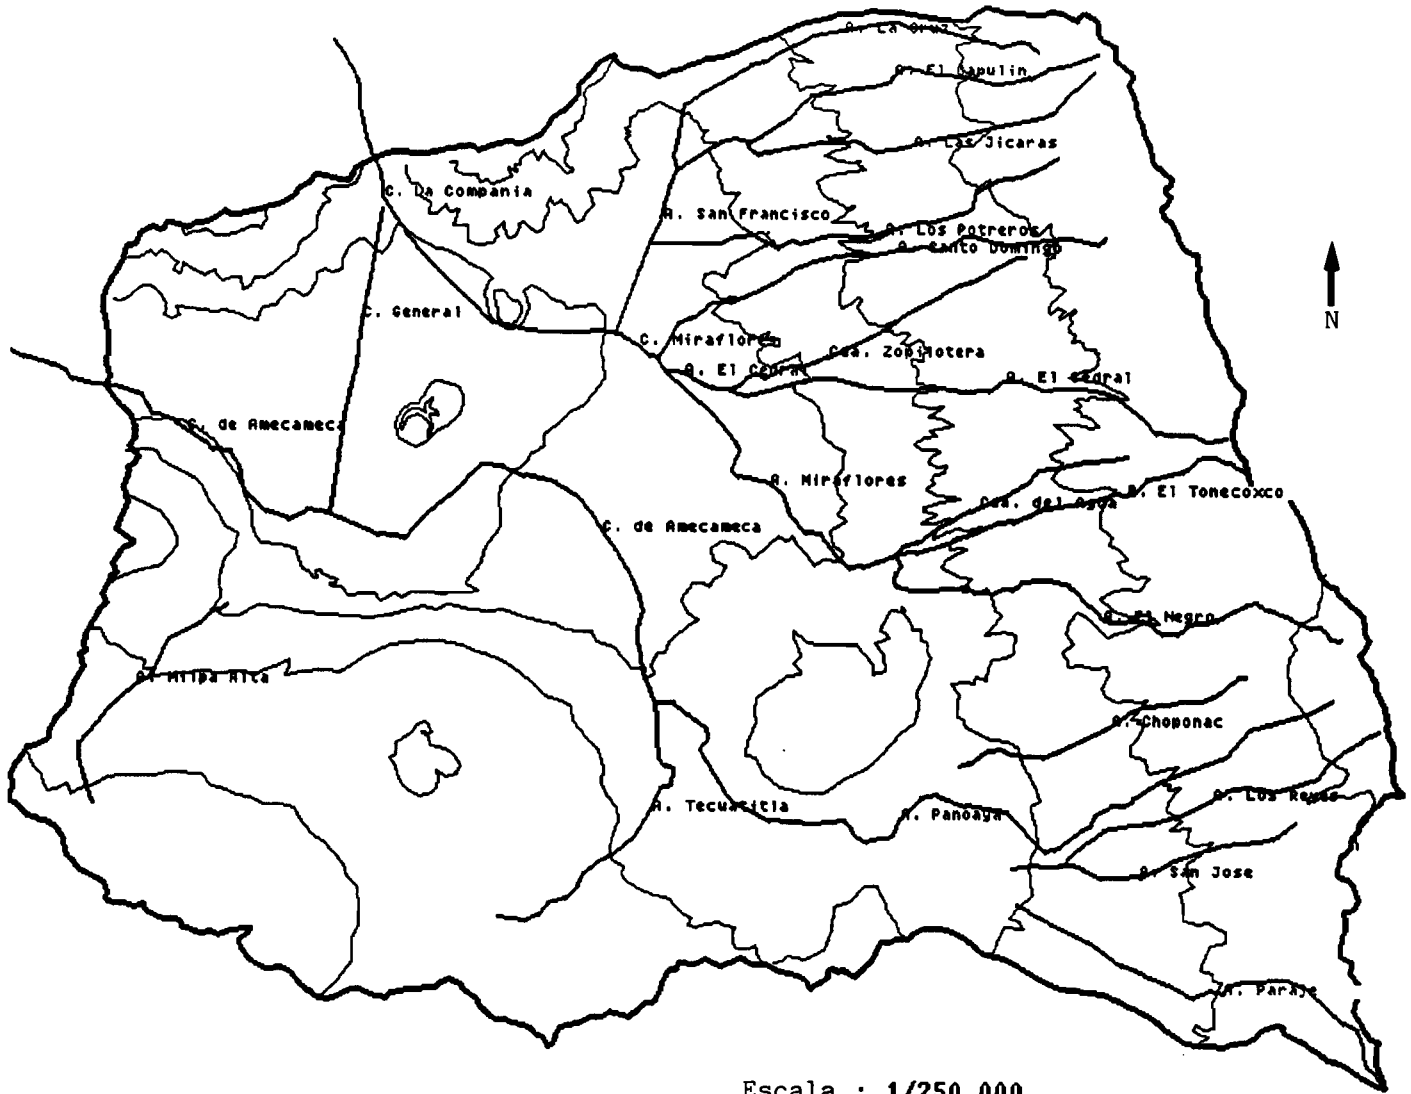 A. La Cruz
A. El Capulin
A. Las Jicaras
C. La Compania
A. San Francisco
A. Los Potreros
A. Santo Domingo
N
C. General
C. Miraflores
Cda. Zopilotera
A. El Cedral
A. El Cedral
C. de Amecameca
A. Miraflores
A. El Tonecoxco
Cda. del Agua
C. de Amecameca
A. El Negro
A. Milpa Alta
A. Choponac
A. Los Reyes
A. Tecuatitla
A. Panoaya
A. San Jose
A. Paraje
Escala : 1/250 000